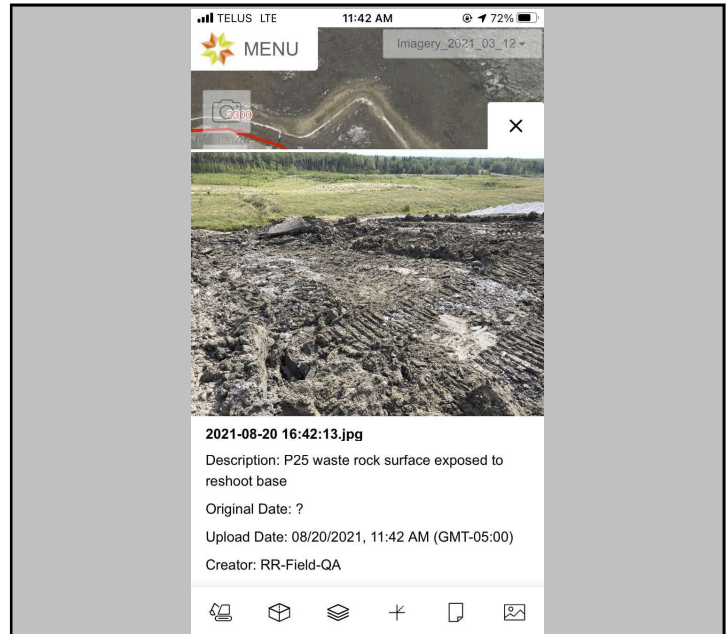 TELUS LTE 11:42 AM 72%
MENU
Imagery_2021_03_12
3300
2021-08-20 16:42:13.jpg
Description: P25 waste rock surface exposed to
reshoot base
Original Date: ?
Upload Date: 08/20/2021, 11:42 AM (GMT-05:00)
Creator: RR-Field-QA